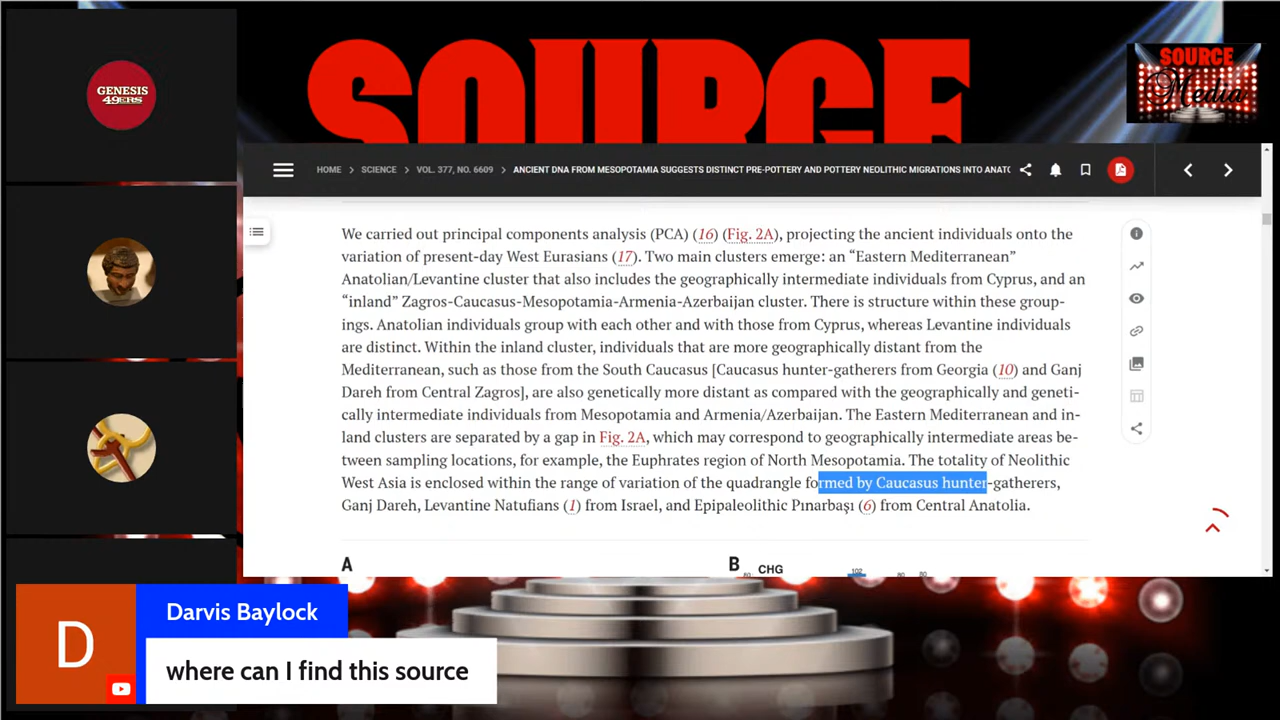 SOURCE
SOURCE
Media
GENESIS
49ERS
HOME > SCIENCE > VOL. 377, NO. 6609 > ANCIENT DNA FROM MESOPOTAMIA SUGGESTS DISTINCT PRE-POTTERY AND POTTERY NEOLITHIC MIGRATIONS INTO ANATO
We carried out principal components analysis (PCA) (16) (Fig. 2A), projecting the ancient individuals onto the
variation of present-day West Eurasians (17). Two main clusters emerge: an “Eastern Mediterranean”
Anatolian/Levantine cluster that also includes the geographically intermediate individuals from Cyprus, and an
“inland” Zagros-Caucasus-Mesopotamia-Armenia-Azerbaijan cluster. There is structure within these group-
ings. Anatolian individuals group with each other and with those from Cyprus, whereas Levantine individuals
are distinct. Within the inland cluster, individuals that are more geographically distant from the
Mediterranean, such as those from the South Caucasus [Caucasus hunter-gatherers from Georgia (10) and Ganj
Dareh from Central Zagros], are also genetically more distant as compared with the geographically and geneti-
cally intermediate individuals from Mesopotamia and Armenia/Azerbaijan. The Eastern Mediterranean and in-
land clusters are separated by a gap in Fig. 2A, which may correspond to geographically intermediate areas be-
tween sampling locations, for example, the Euphrates region of North Mesopotamia. The totality of Neolithic
West Asia is enclosed within the range of variation of the quadrangle formed by Caucasus hunter-gatherers,
Ganj Dareh, Levantine Natufians (1) from Israel, and Epipaleolithic Pınarbaşı (6) from Central Anatolia.
A
B CHG
102
80 80
D
Darvis Baylock
where can I find this source